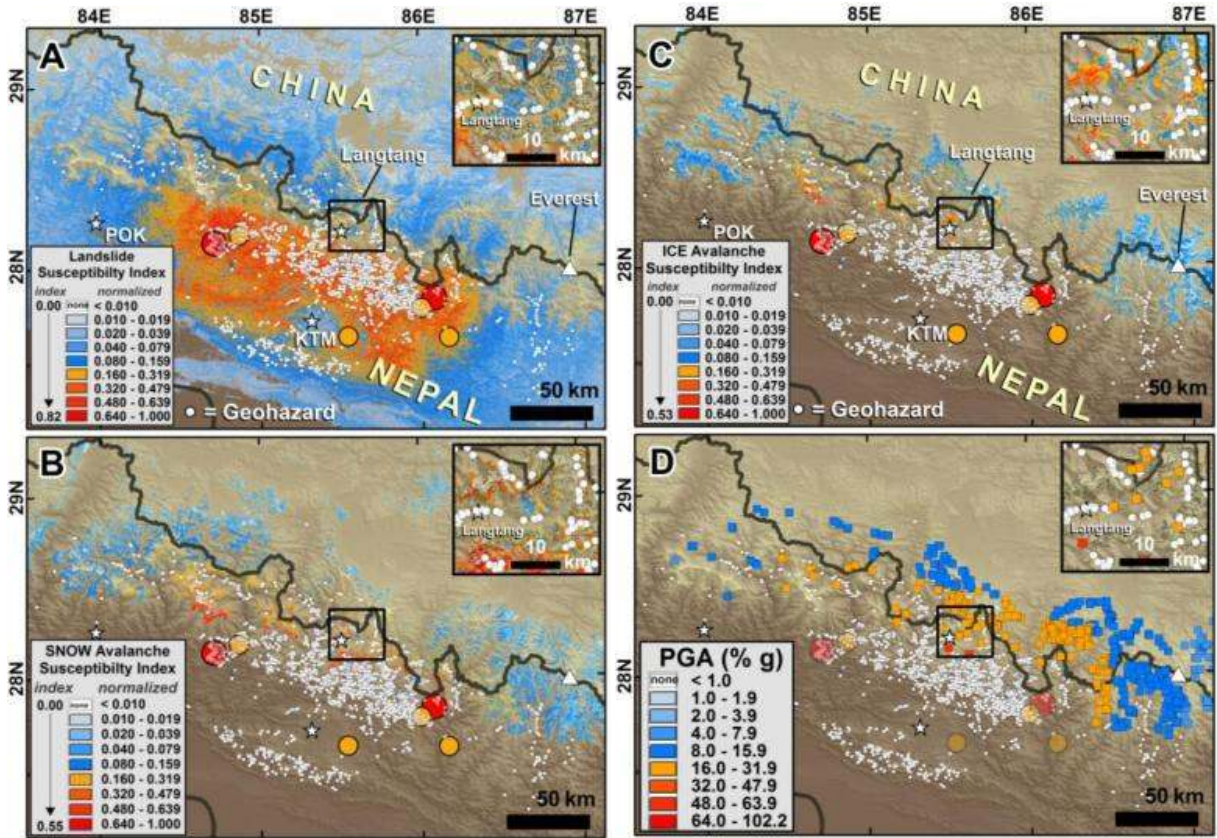 84E 85E 86E 87E
A
CHINA
Langtang
10
km
29N
Langtang
Everest
POK
28N
Landslide
Susceptibilty Index
index normalized
0.00 none < 0.010
0.010 - 0.019
0.020 - 0.039
0.040 - 0.079
0.080 - 0.159
0.160 - 0.319
0.320 - 0.479
0.480 - 0.639
0.82 0.640 - 1.000
KTM
NEPAL
= Geohazard
50 km
85E 86E 87E
C
CHINA
Langtang
10
km
29N
Langtang
Everest
POK
28N
ICE Avalanche
Susceptibilty Index
index normalized
0.00 none < 0.010
0.010 - 0.019
0.020 - 0.039
0.040 - 0.079
0.080 - 0.159
0.160 - 0.319
0.320 - 0.479
0.480 - 0.639
0.53 0.640 - 1.000
KTM
NEPAL
= Geohazard
50 km
84E 85E 86E 87E
B
Langtang
10
km
29N
28N
SNOW Avalanche
Susceptibilty Index
index normalized
0.00 none < 0.010
0.010 - 0.019
0.020 - 0.039
0.040 - 0.079
0.080 - 0.159
0.160 - 0.319
0.320 - 0.479
0.480 - 0.639
0.55 0.640 - 1.000
50 km
85E 86E 87E
D
Langtang
10
km
29N
28N
PGA (% g)
none < 1.0
1.0 - 1.9
2.0 - 3.9
4.0 - 7.9
8.0 - 15.9
16.0 - 31.9
32.0 - 47.9
48.0 - 63.9
64.0 - 102.2
50 km